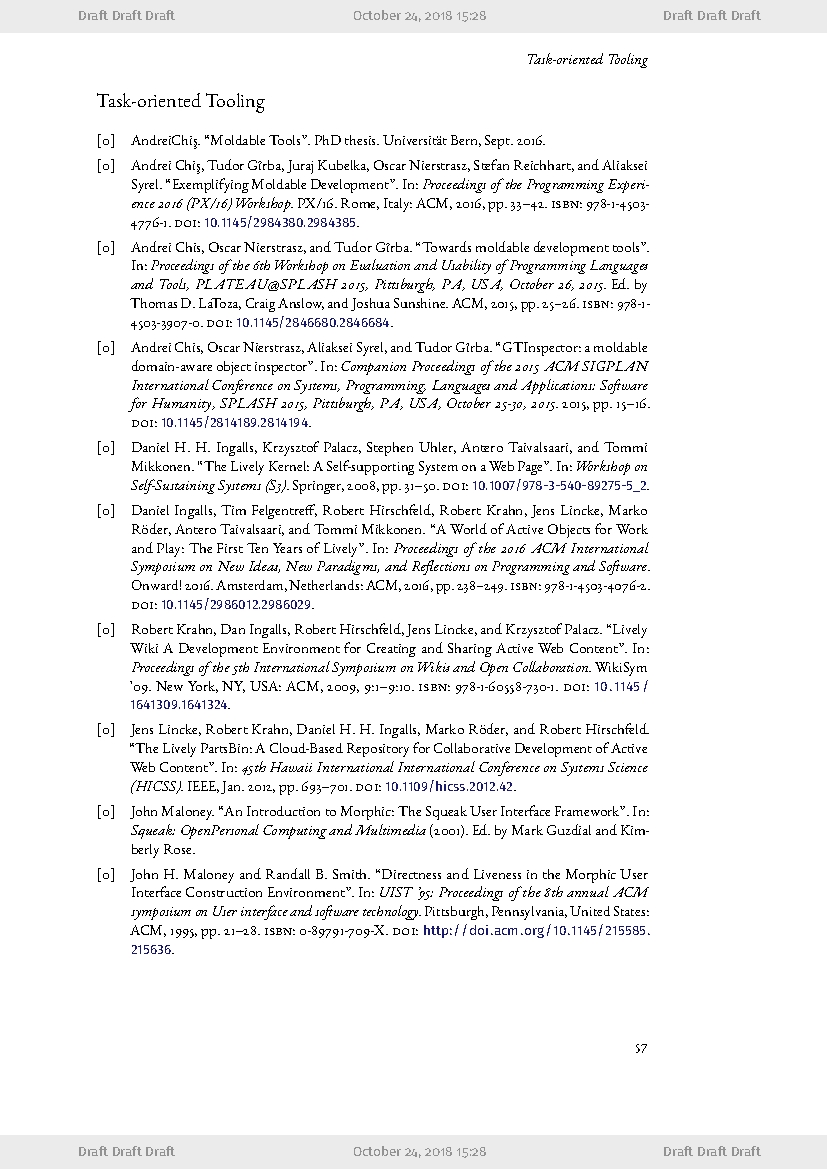 Draft Draft Draft October 24, 2018 15:28 Draft Draft Draft
Task-oriented Tooling
Task-oriented Tooling
[0] AndreiChiş. “Moldable Tools”. PhD thesis. Universität Bern, Sept. 2016.
[0] Andrei Chiş, Tudor Gîrba, Juraj Kubelka, Oscar Nierstrasz, Stefan Reichhart, and Aliaksei
Syrel. “Exemplifying Moldable Development”. In: Proceedings of the Programming Experi-
ence 2016 (PX/16) Workshop. PX/16. Rome, Italy: ACM, 2016, pp. 33–42. ISBN: 978-1-4503-
4776-1. DOI: 10.1145/2984380.2984385.
[0] Andrei Chis, Oscar Nierstrasz, and Tudor Gîrba. “Towards moldable development tools”.
In: Proceedings of the 6th Workshop on Evaluation and Usability of Programming Languages
and Tools, PLATEAU@SPLASH 2015, Pittsburgh, PA, USA, October 26, 2015. Ed. by
Thomas D. LaToza, Craig Anslow, and Joshua Sunshine. ACM, 2015, pp. 25–26. ISBN: 978-1-
4503-3907-0. DOI: 10.1145/2846680.2846684.
[0] Andrei Chis, Oscar Nierstrasz, Aliaksei Syrel, and Tudor Gîrba. “GTInspector: a moldable
domain-aware object inspector”. In: Companion Proceedings of the 2015 ACM SIGPLAN
International Conference on Systems, Programming, Languages and Applications: Software
for Humanity, SPLASH 2015, Pittsburgh, PA, USA, October 25-30, 2015. 2015, pp. 15–16.
DOI: 10.1145/2814189.2814194.
[0] Daniel H. H. Ingalls, Krzysztof Palacz, Stephen Uhler, Antero Taivalsaari, and Tommi
Mikkonen. “The Lively Kernel: A Self-supporting System on a Web Page”. In: Workshop on
Self-Sustaining Systems (S3). Springer, 2008, pp. 31–50. DOI: 10.1007/978-3-540-89275-5_2.
[0] Daniel Ingalls, Tim Felgentreff, Robert Hirschfeld, Robert Krahn, Jens Lincke, Marko
Röder, Antero Taivalsaari, and Tommi Mikkonen. “A World of Active Objects for Work
and Play: The First Ten Years of Lively”. In: Proceedings of the 2016 ACM International
Symposium on New Ideas, New Paradigms, and Reflections on Programming and Software.
Onward! 2016. Amsterdam, Netherlands: ACM, 2016, pp. 238–249. ISBN: 978-1-4503-4076-2.
DOI: 10.1145/2986012.2986029.
[0] Robert Krahn, Dan Ingalls, Robert Hirschfeld, Jens Lincke, and Krzysztof Palacz. “Lively
Wiki A Development Environment for Creating and Sharing Active Web Content”. In:
Proceedings of the 5th International Symposium on Wikis and Open Collaboration. WikiSym
’09. New York, NY, USA: ACM, 2009, 9:1–9:10. ISBN: 978-1-60558-730-1. DOI: 10.1145/
1641309.1641324.
[0] Jens Lincke, Robert Krahn, Daniel H. H. Ingalls, Marko Röder, and Robert Hirschfeld.
“The Lively PartsBin: A Cloud-Based Repository for Collaborative Development of Active
Web Content”. In: 45th Hawaii International International Conference on Systems Science
(HICSS). IEEE, Jan. 2012, pp. 693–701. DOI: 10.1109/hicss.2012.42.
[0] John Maloney. “An Introduction to Morphic: The Squeak User Interface Framework”. In:
Squeak: OpenPersonal Computing and Multimedia (2001). Ed. by Mark Guzdial and Kim-
berly Rose.
[0] John H. Maloney and Randall B. Smith. “Directness and Liveness in the Morphic User
Interface Construction Environment”. In: UIST ’95: Proceedings of the 8th annual ACM
symposium on User interface and software technology. Pittsburgh, Pennsylvania, United States:
ACM, 1995, pp. 21–28. ISBN: 0-89791-709-X. DOI: http://doi.acm.org/10.1145/215585.
215636.
57
Draft Draft Draft October 24, 2018 15:28 Draft Draft Draft